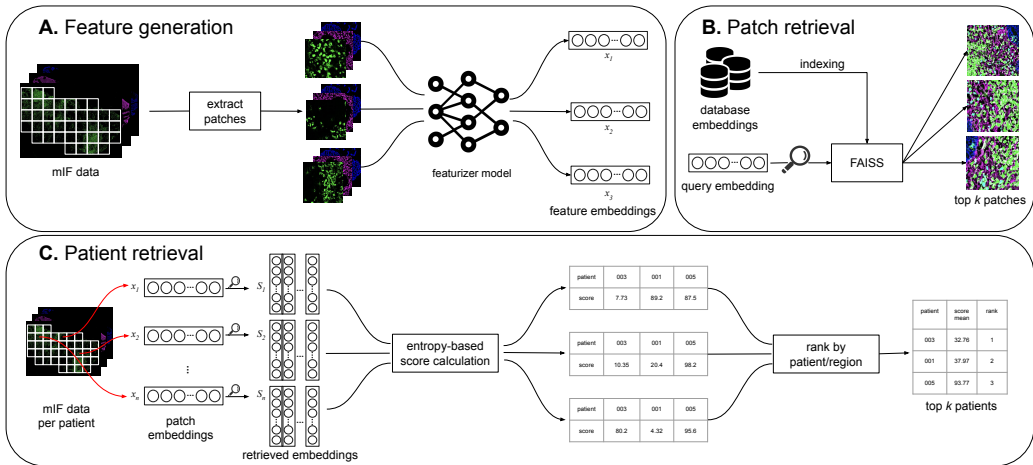 A. Feature generation
mIF data
extract
patches
featurizer model
x1
x2
x3
feature embeddings
B. Patch retrieval
database
embeddings
indexing
query embedding
FAISS
top k patches
C. Patient retrieval
mIF data
per patient
x1
x2
⋮
xn
patch
embeddings
S1
S2
Sn
retrieved embeddings
entropy-based
score calculation
patient 003 001 005
score 7.73 89.2 87.5
patient 003 001 005
score 10.35 20.4 98.2
patient 003 001 005
score 80.2 4.32 95.6
rank by
patient/region
patient score mean rank
003 32.76 1
001 37.97 2
005 93.77 3
top k patients